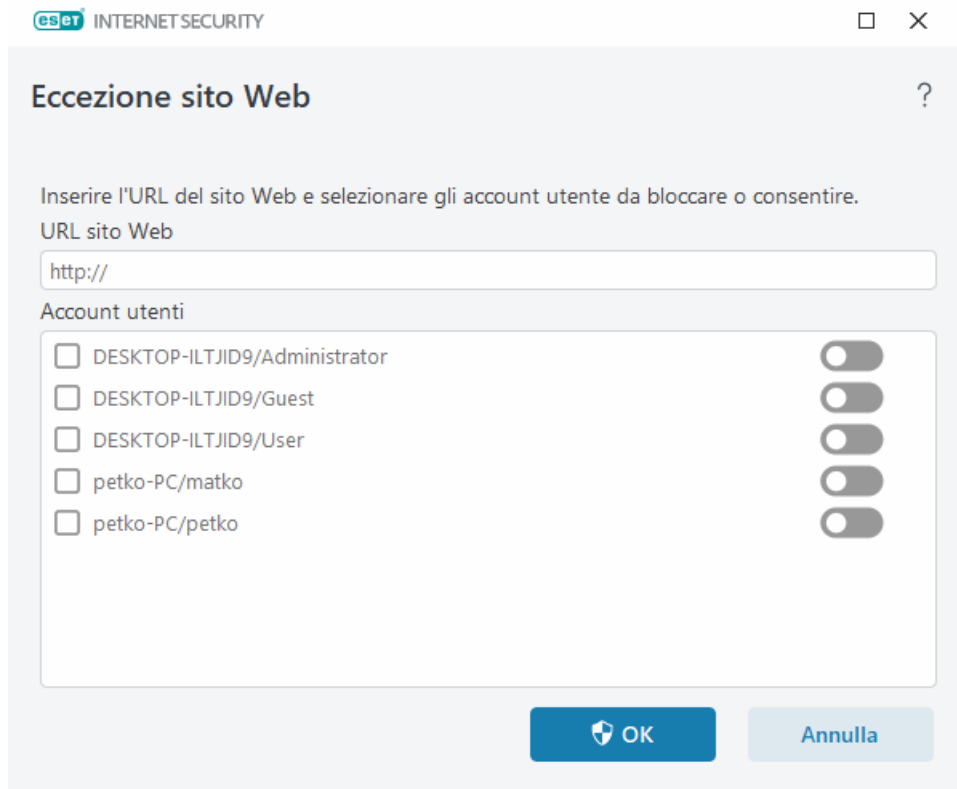 eset INTERNET SECURITY
Eccezione sito Web
?
Inserire l'URL del sito Web e selezionare gli account utente da bloccare o consentire.
URL sito Web
http://
Account utenti
DESKTOP-ILTJID9/Administrator
DESKTOP-ILTJID9/Guest
DESKTOP-ILTJID9/User
petko-PC/matko
petko-PC/petko
OK
Annulla